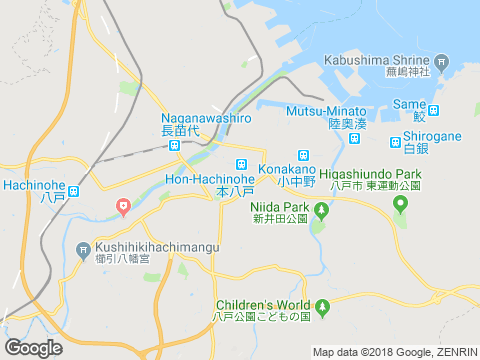 Kabushima Shrine
蕪嶋神社
Same
鮫
Mutsu-Minato
陸奥湊
Naganawashiro
長苗代
Shirogane
白銀
Konakano
小中野
Hon-Hachinohe
本八戸
Higashiundo Park
八戸市 東運動公園
Hachinohe
八戸
Niida Park
新井田公園
Kushihikihachimangu
櫛引八幡宮
Children's World
八戸公園こどもの国
Google
Map data ©2018 Google, ZENRIN